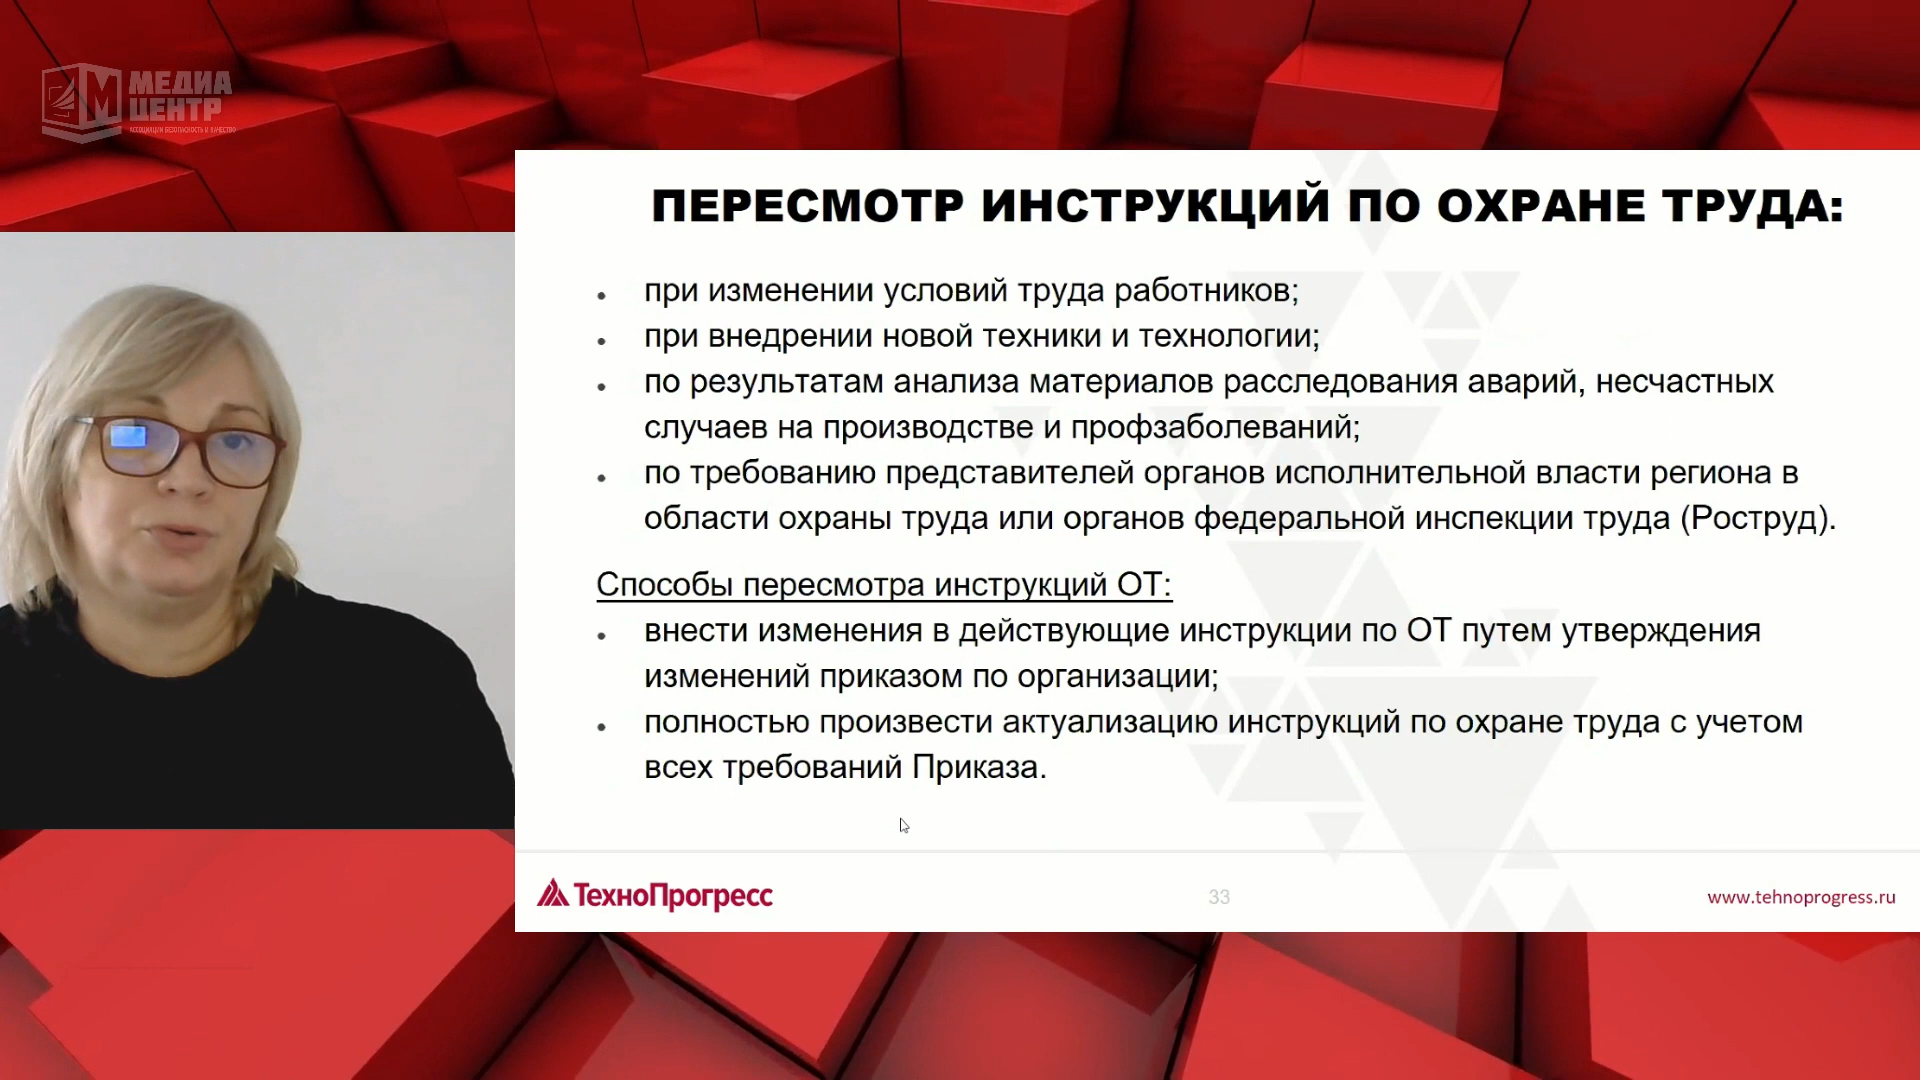 МЕДИА
ЦЕНТР
АССОЦИАЦИИ БЕЗОПАСНОСТЬ И КАЧЕСТВО
ПЕРЕСМОТР ИНСТРУКЦИЙ ПО ОХРАНЕ ТРУДА:
• при изменении условий труда работников;
• при внедрении новой техники и технологии;
• по результатам анализа материалов расследования аварий, несчастных
случаев на производстве и профзаболеваний;
• по требованию представителей органов исполнительной власти региона в
области охраны труда или органов федеральной инспекции труда (Роструд).
Способы пересмотра инструкций ОТ:
• внести изменения в действующие инструкции по ОТ путем утверждения
изменений приказом по организации;
• полностью произвести актуализацию инструкций по охране труда с учетом
всех требований Приказа.
ТехноПрогресс
33
www.tehnoprogress.ru